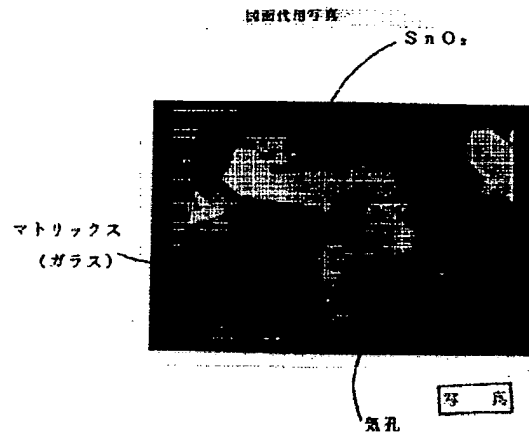 図面代用写真
SnO₂
マトリックス
(ガラス)
気孔
写真